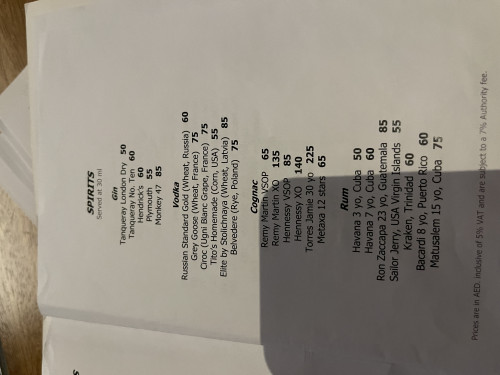 SPIRITS
Served at 30 ml
Gin
Tanqueray London Dry 50
Tanqueray No. Ten 60
Hendrick's 60
Plymouth 55
Monkey 47 85
Vodka
Russian Standard Gold (Wheat, Russia) 60
Grey Goose (Wheat, France) 75
Ciroc (Ugni Blanc Grape, France) 75
Tito's Homemade (Corn, USA) 55
Elite by Stolichnaya (Wheat, Latvia) 85
Belvedere (Rye, Poland) 75
Cognac
Remy Martin VSOP 65
Remy Martin XO 135
Hennessy VSOP 85
Hennessy XO 140
Torres Jamie 30 yo 225
Metaxa 12 Stars 65
Rum
Havana 3 yo, Cuba 50
Havana 7 yo, Cuba 60
Ron Zaccapa 23 yo, Guatemala 85
Sailor Jerry, USA Virgin Islands 55
Kraken, Trinidad 60
Bacardi 8 yo, Puerto Rico 60
Matusalem 15 yo, Cuba 75
Prices are in AED, inclusive of 5% VAT and are subject to a 7% Authority fee.